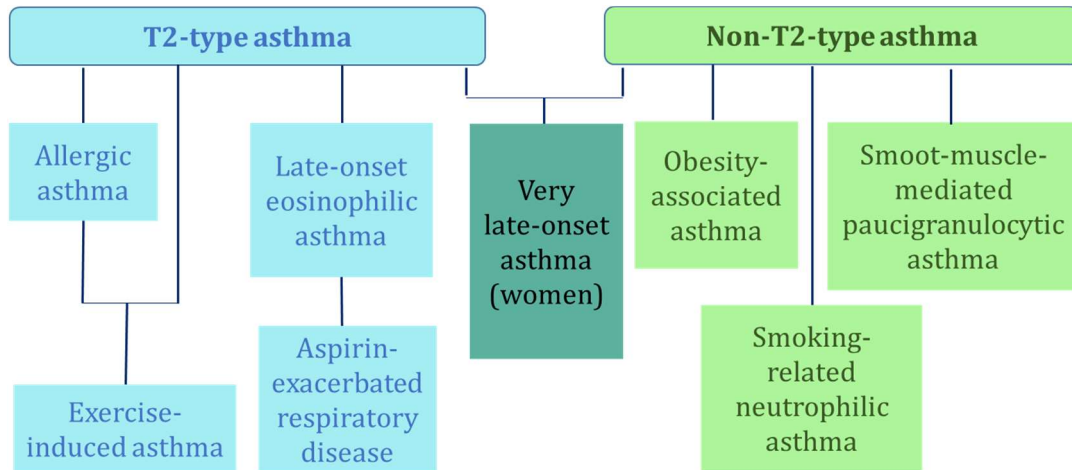 T2-type asthma
Non-T2-type asthma
Allergic
asthma
Late-onset
eosinophilic
asthma
Very
late-onset
asthma
(women)
Obesity-
associated
asthma
Smoot-muscle-
mediated
paucigranulocytic
asthma
Exercise-
induced asthma
Aspirin-
exacerbated
respiratory
disease
Smoking-
related
neutrophilic
asthma